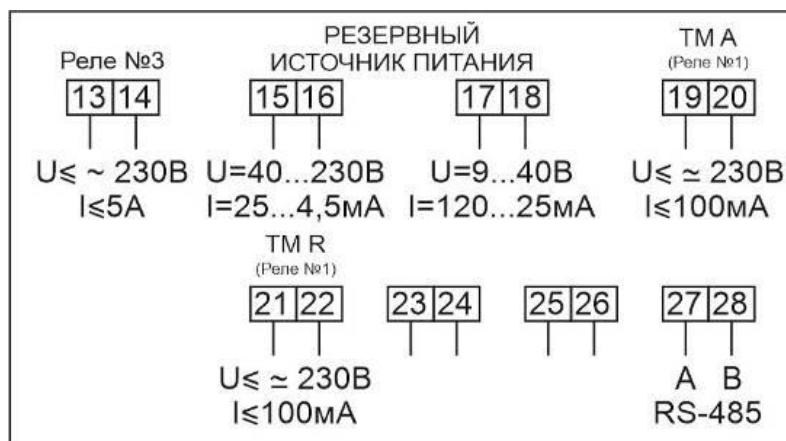 РЕЗЕРВНЫЙ
ИСТОЧНИК ПИТАНИЯ
Реле №3
ТМ А
(Реле №1)
13 14 15 16 17 18 19 20
U≤ ~ 230В U=40...230В U=9...40В U≤ ≃ 230В
I≤5А I=25...4,5мА I=120...25мА I≤100мА
ТМ R
(Реле №1)
21 22 23 24 25 26 27 28
U≤ ≃ 230В
I≤100мА
А В
RS-485